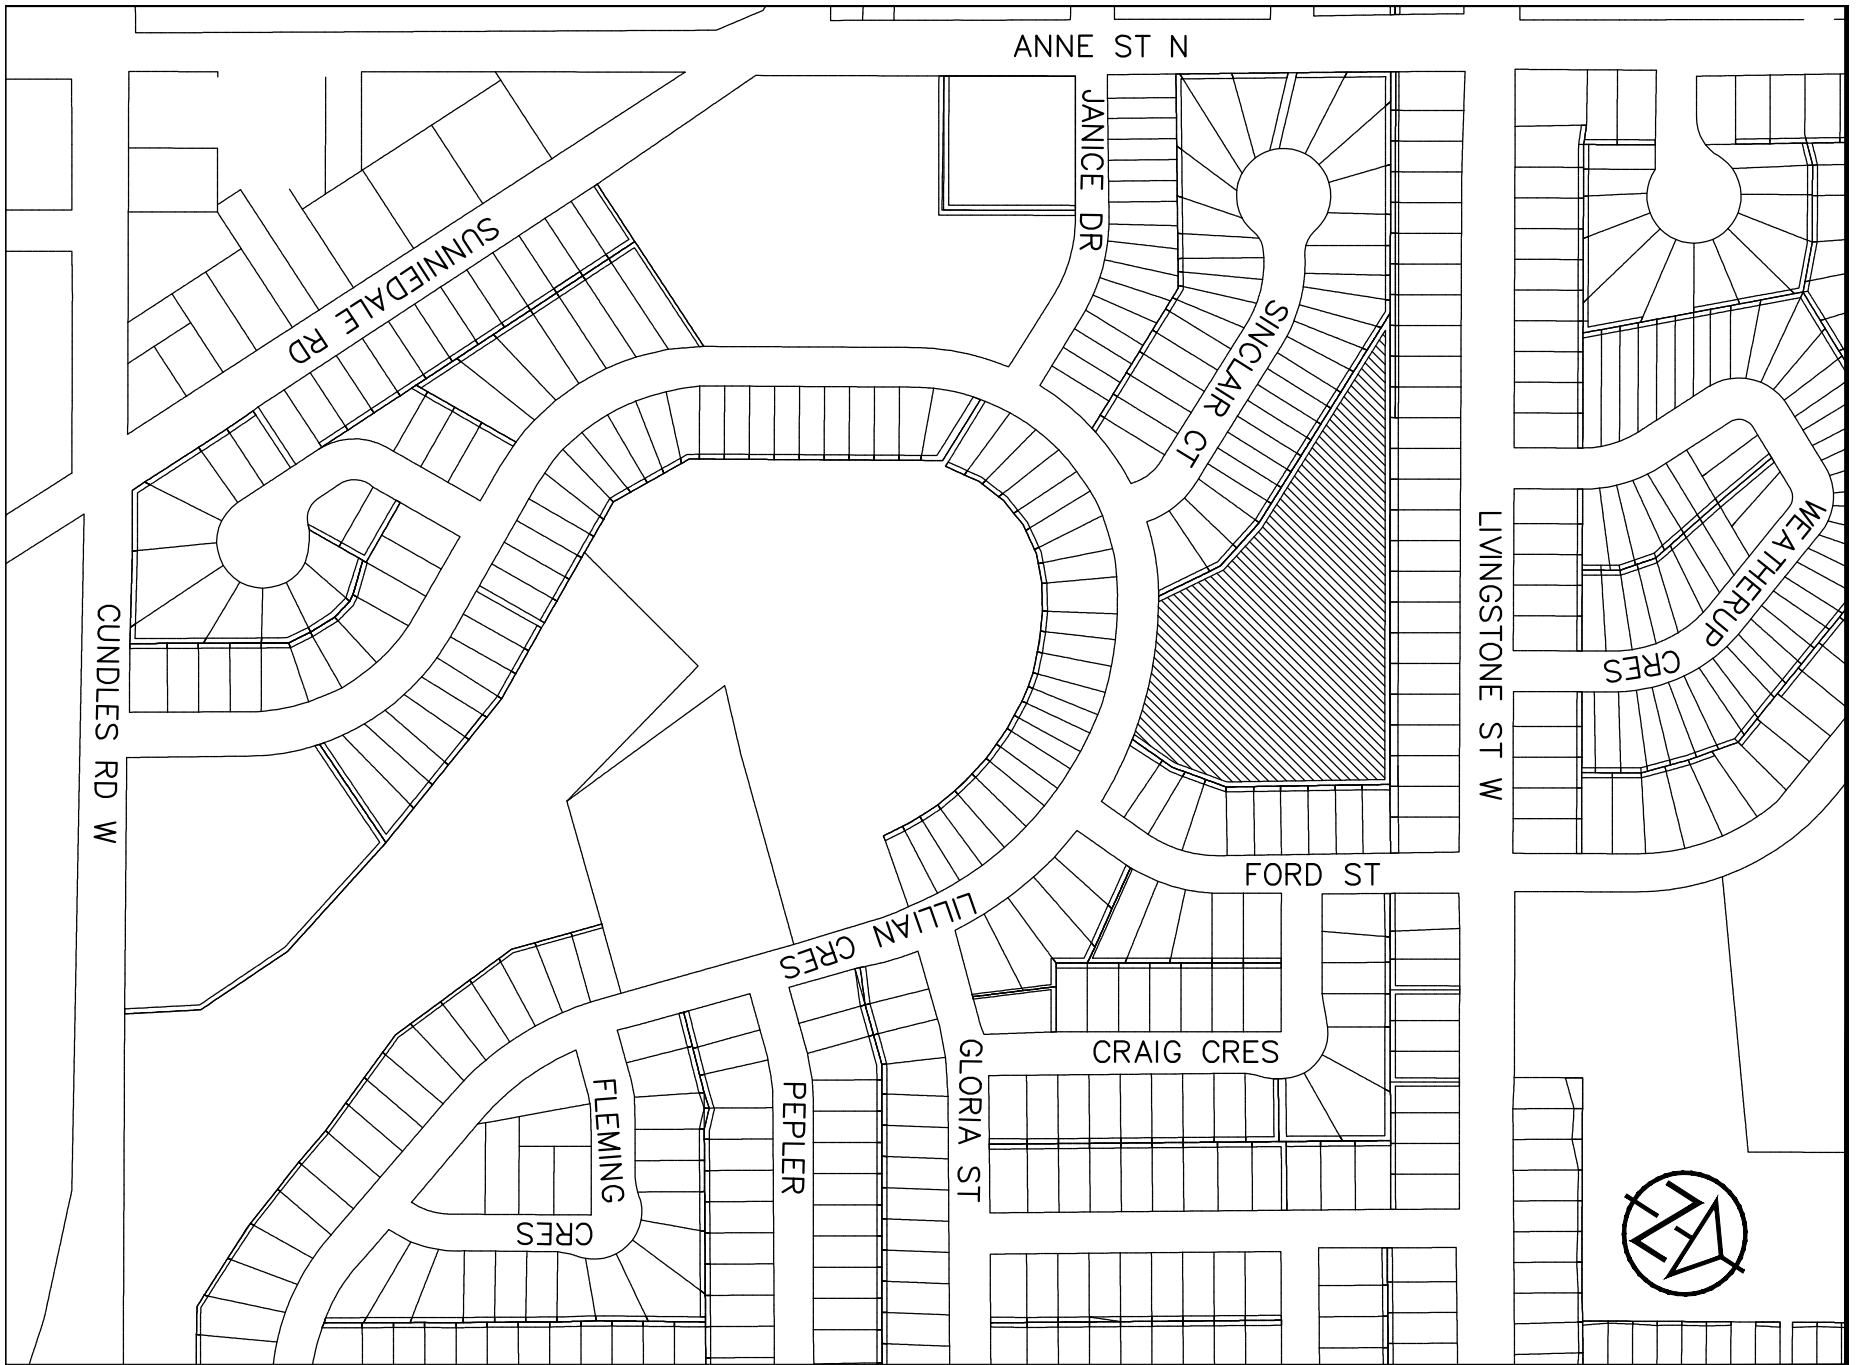 ANNE ST N
JANICE DR
SUNNIEDALE RD
SINCLAIR CT
LIVINGSTONE ST W
WEATHERUP CRES
CUNDLES RD W
FORD ST
LILLIAN CRES
CRAIG CRES
GLORIA ST
PEPLER
FLEMING
CRES